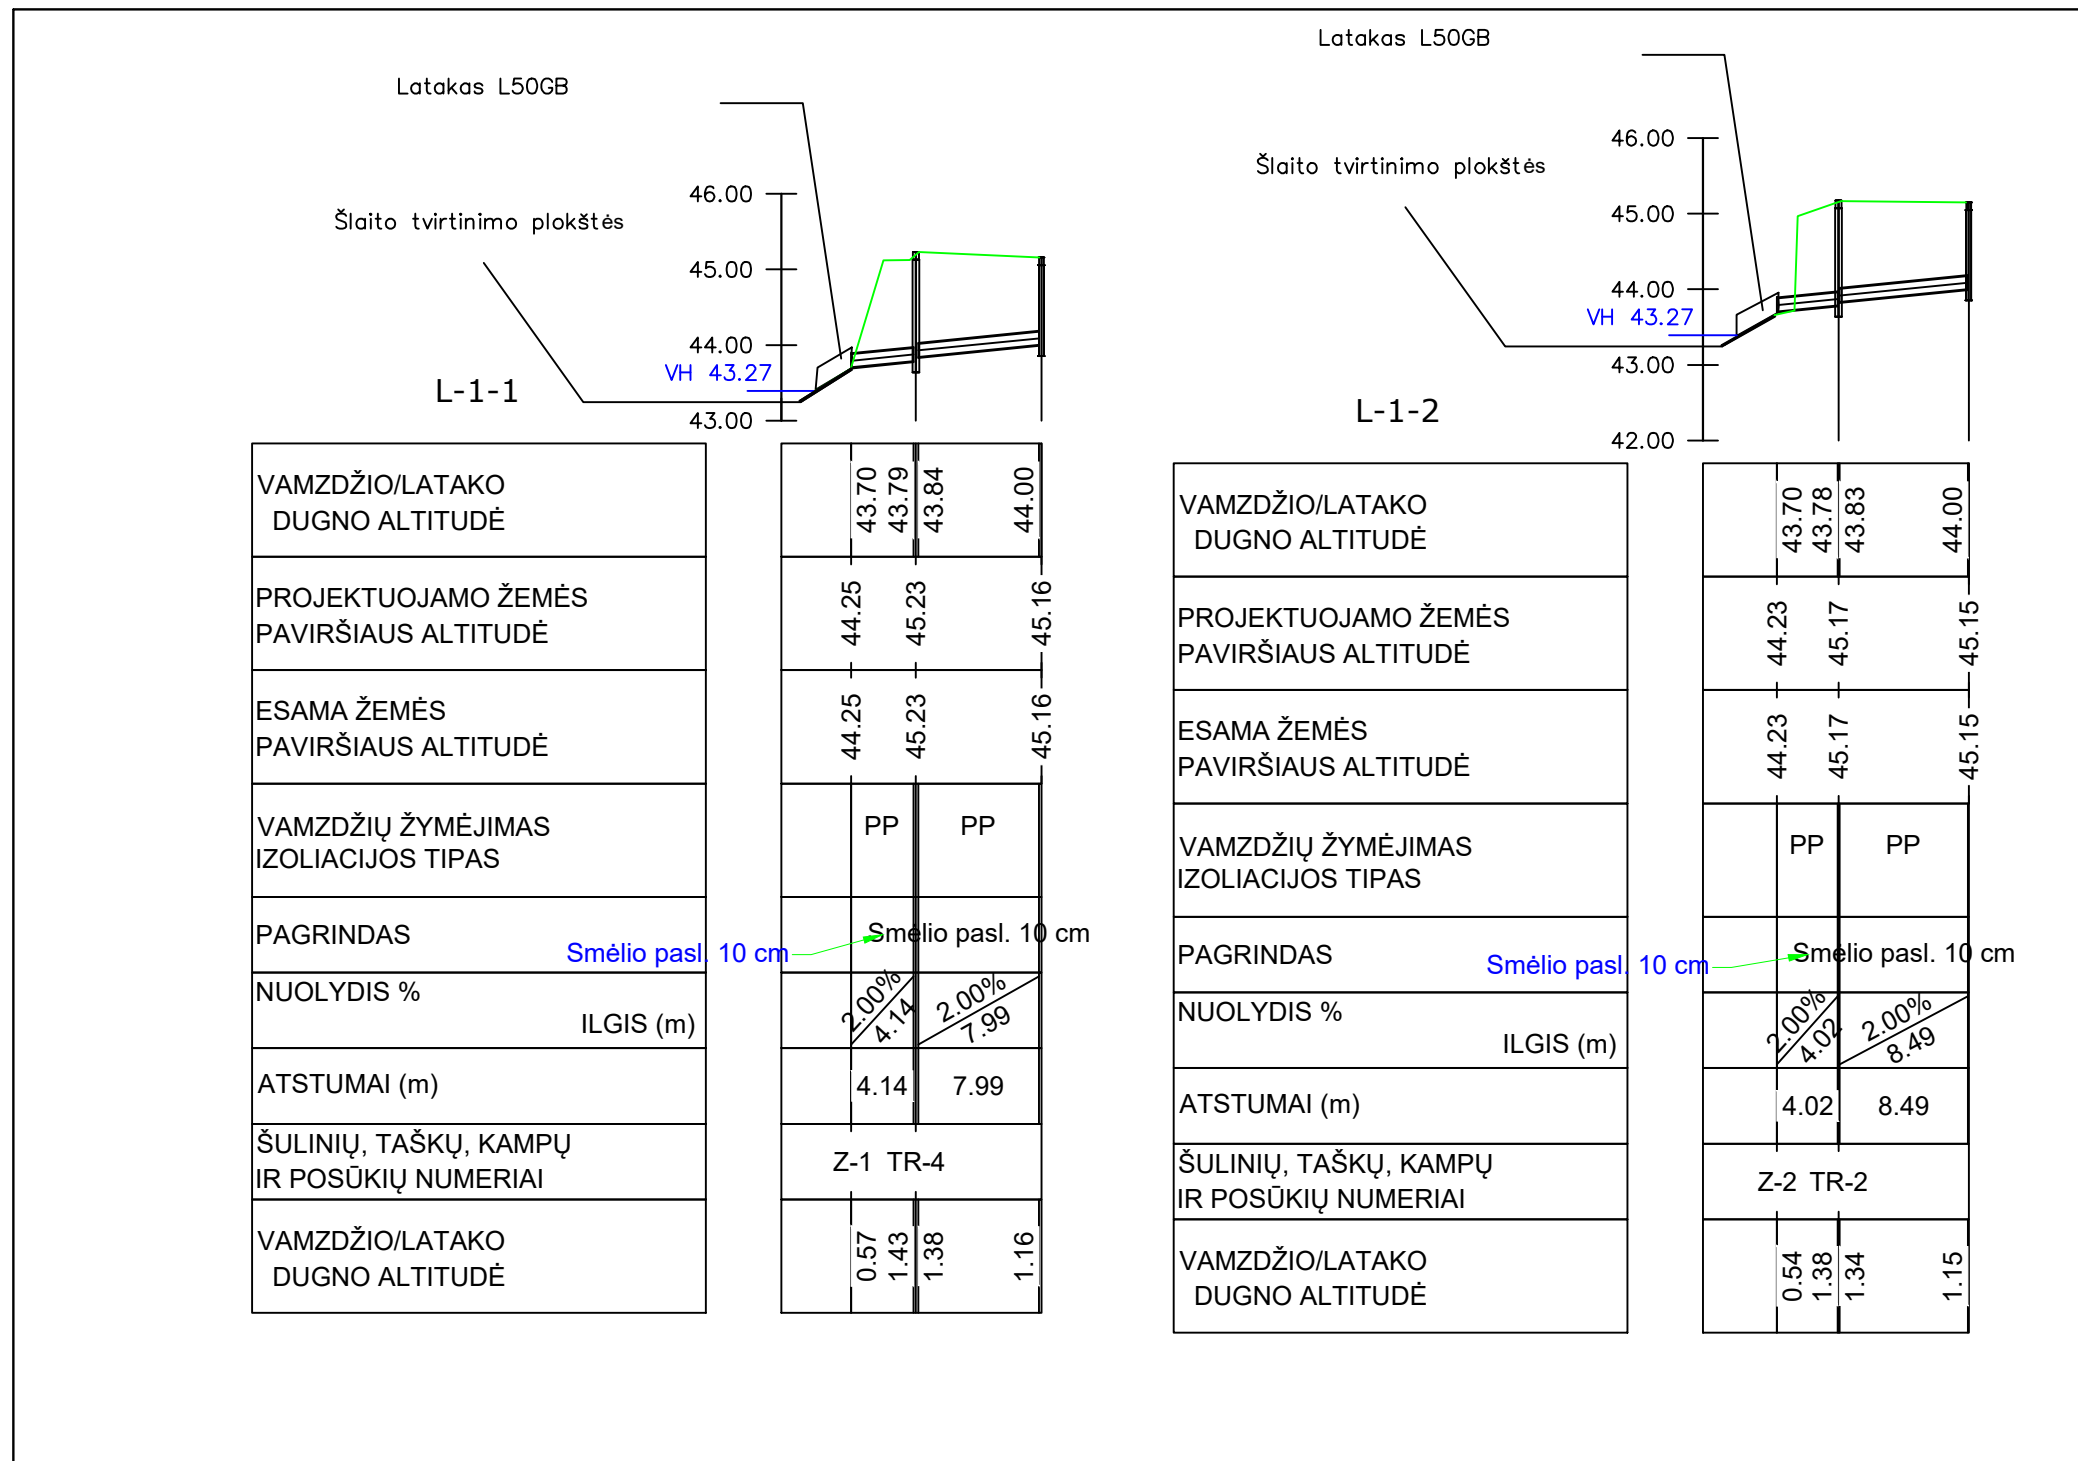 Latakas L50GB
Šlaito tvirtinimo plokštės
46.00
45.00
44.00
VH 43.27
43.00
L-1-1
VAMZDŽIO/LATAKO
DUGNO ALTITUDĖ
43.70
43.79
43.84
44.00
PROJEKTUOJAMO ŽEMĖS
PAVIRŠIAUS ALTITUDĖ
44.25
45.23
45.16
ESAMA ŽEMĖS
PAVIRŠIAUS ALTITUDĖ
44.25
45.23
45.16
VAMZDŽIŲ ŽYMĖJIMAS
IZOLIACIJOS TIPAS
PP
PP
PAGRINDAS
Smėlio pasl. 10 cm
Smėlio pasl. 10 cm
NUOLYDIS %
ILGIS (m)
2.00%
4.14
2.00%
7.99
ATSTUMAI (m)
4.14
7.99
ŠULINIŲ, TAŠKŲ, KAMPŲ
IR POSŪKIŲ NUMERIAI
Z-1 TR-4
VAMZDŽIO/LATAKO
DUGNO ALTITUDĖ
0.57
1.43
1.38
1.16
Latakas L50GB
Šlaito tvirtinimo plokštės
46.00
45.00
44.00
VH 43.27
43.00
42.00
L-1-2
VAMZDŽIO/LATAKO
DUGNO ALTITUDĖ
43.70
43.78
43.83
44.00
PROJEKTUOJAMO ŽEMĖS
PAVIRŠIAUS ALTITUDĖ
44.23
45.17
45.15
ESAMA ŽEMĖS
PAVIRŠIAUS ALTITUDĖ
44.23
45.17
45.15
VAMZDŽIŲ ŽYMĖJIMAS
IZOLIACIJOS TIPAS
PP
PP
PAGRINDAS
Smėlio pasl. 10 cm
Smėlio pasl. 10 cm
NUOLYDIS %
ILGIS (m)
2.00%
4.02
2.00%
8.49
ATSTUMAI (m)
4.02
8.49
ŠULINIŲ, TAŠKŲ, KAMPŲ
IR POSŪKIŲ NUMERIAI
Z-2 TR-2
VAMZDŽIO/LATAKO
DUGNO ALTITUDĖ
0.54
1.38
1.34
1.15